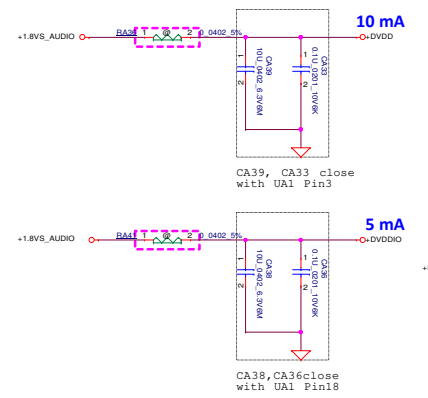 10 mA
+1.8VS_AUDIO
1 @ 2
0_0402_5%
+DVDD
1
2
CA39
10U_0402_6.3V6M
1
2
CA33
0.1U_0201_10V6K
CA39, CA33 close
with UA1 Pin3
5 mA
+1.8VS_AUDIO
RA41
1 @ 2
0_0402_5%
+DVDDIO
1
2
CA38
10U_0402_6.3V6M
1
2
CA36
0.1U_0201_10V6K
CA38,CA36close
with UA1 Pin18